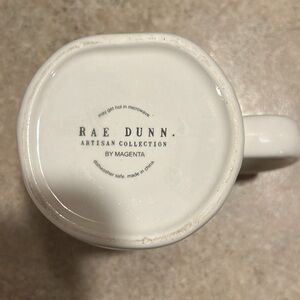 may get hot in microwave.
RAE DUNN.
ARTISAN COLLECTION
BY MAGENTA
dishwasher safe. made in china.